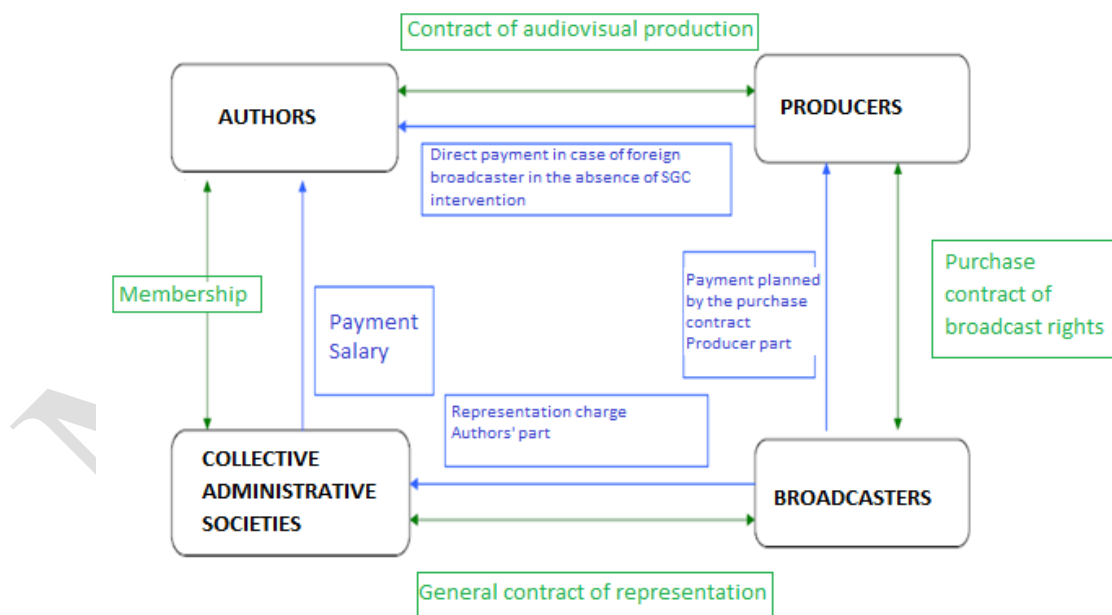 Contract of audiovisual production
AUTHORS
PRODUCERS
Direct payment in case of foreign
broadcaster in the absence of SGC
intervention
Membership
Payment
Salary
Payment planned
by the purchase
contract
Producer part
Purchase
contract of
broadcast rights
Representation charge
Authors' part
COLLECTIVE
ADMINISTRATIVE
SOCIETIES
BROADCASTERS
General contract of representation